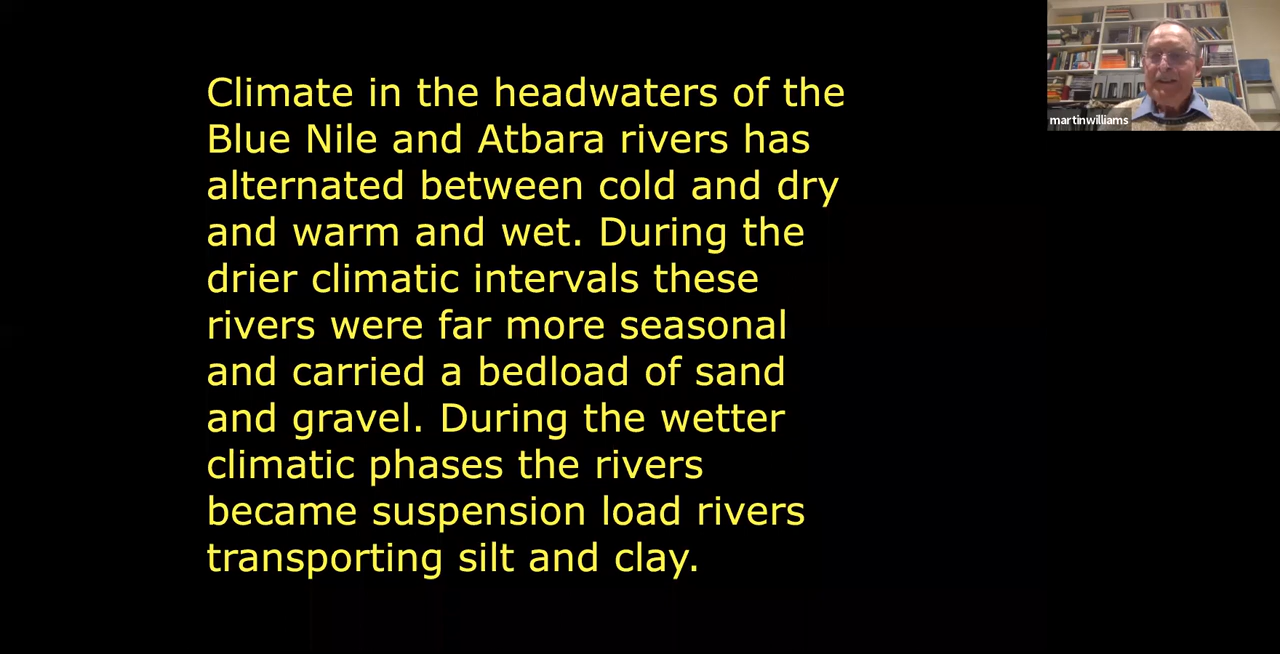 Climate in the headwaters of the
Blue Nile and Atbara rivers has
alternated between cold and dry
and warm and wet. During the
drier climatic intervals these
rivers were far more seasonal
and carried a bedload of sand
and gravel. During the wetter
climatic phases the rivers
became suspension load rivers
transporting silt and clay.
martinwilliams